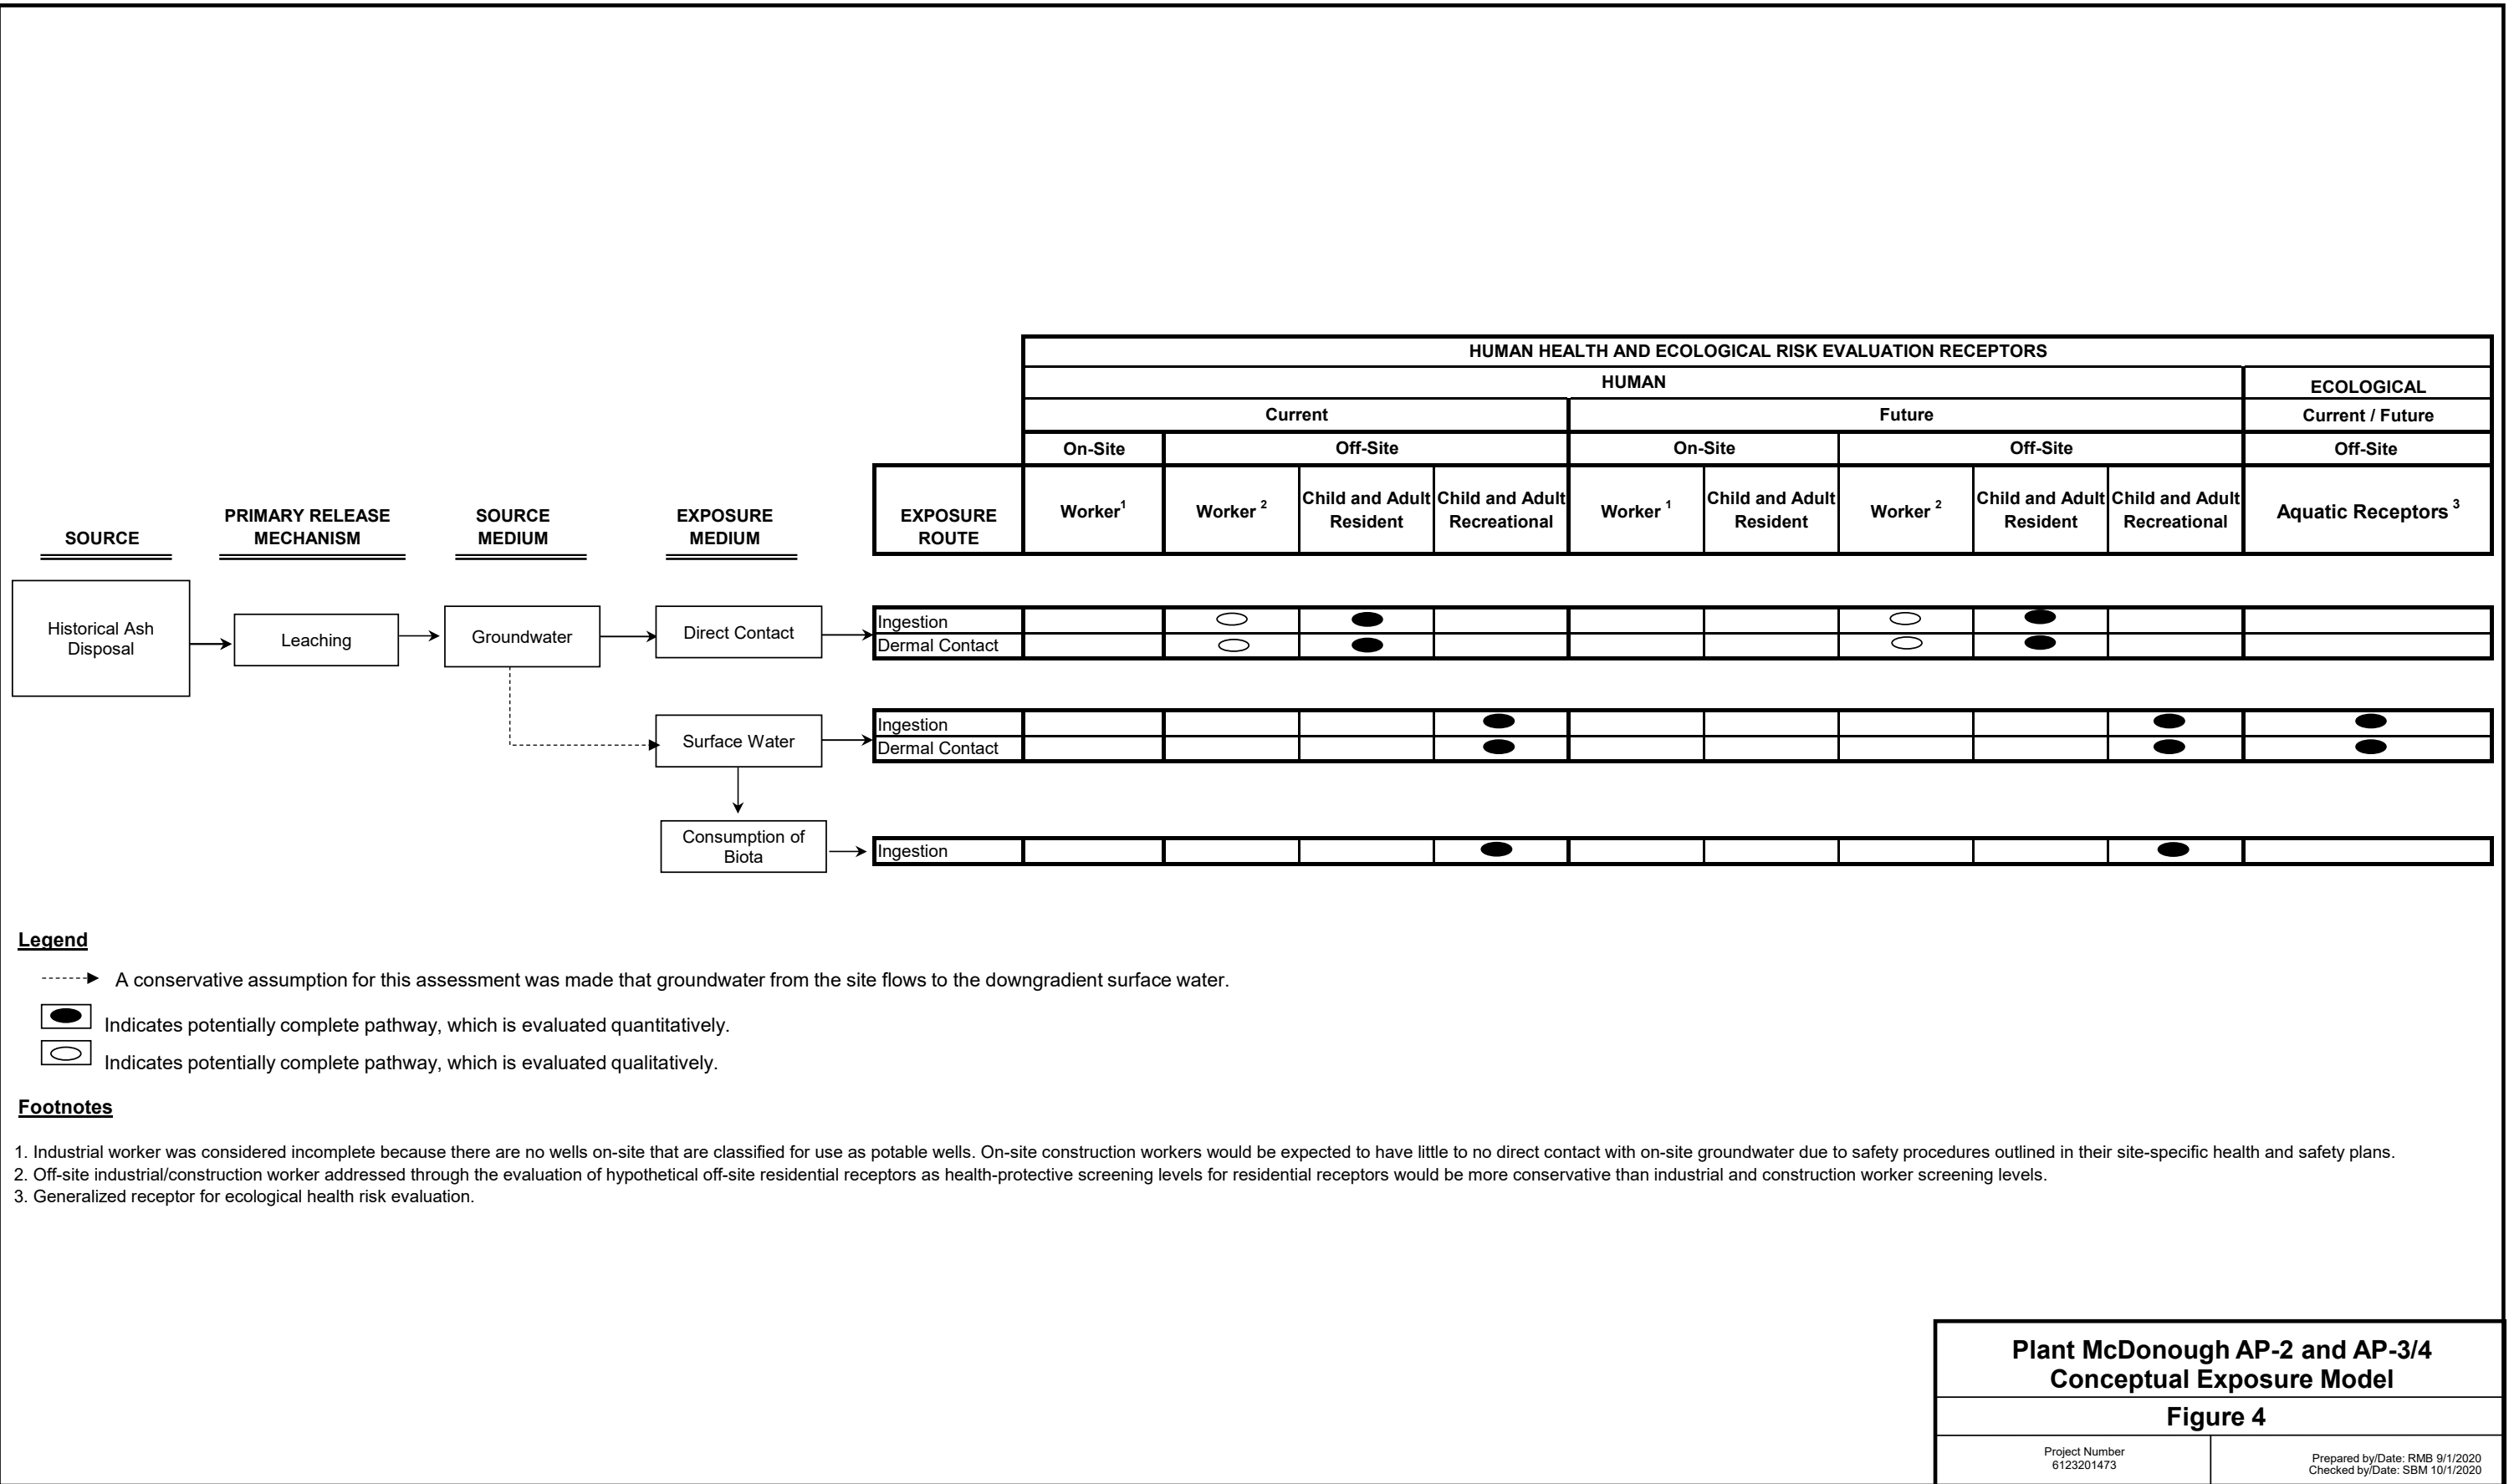 HUMAN HEALTH AND ECOLOGICAL RISK EVALUATION RECEPTORS
HUMAN
ECOLOGICAL
Current
Future
Current / Future
On-Site
Off-Site
On-Site
Off-Site
Off-Site
SOURCE
PRIMARY RELEASE
MECHANISM
SOURCE
MEDIUM
EXPOSURE
MEDIUM
EXPOSURE
ROUTE
Worker1
Worker 2
Child and Adult
Resident
Child and Adult
Recreational
Worker 1
Child and Adult
Resident
Worker 2
Child and Adult
Resident
Child and Adult
Recreational
Aquatic Receptors 3
Historical Ash
Disposal
Leaching
Groundwater
Direct Contact
Ingestion
Dermal Contact
Surface Water
Ingestion
Dermal Contact
Consumption of
Biota
Ingestion
Legend
A conservative assumption for this assessment was made that groundwater from the site flows to the downgradient surface water.
Indicates potentially complete pathway, which is evaluated quantitatively.
Indicates potentially complete pathway, which is evaluated qualitatively.
Footnotes
1. Industrial worker was considered incomplete because there are no wells on-site that are classified for use as potable wells. On-site construction workers would be expected to have little to no direct contact with on-site groundwater due to safety procedures outlined in their site-specific health and safety plans.
2. Off-site industrial/construction worker addressed through the evaluation of hypothetical off-site residential receptors as health-protective screening levels for residential receptors would be more conservative than industrial and construction worker screening levels.
3. Generalized receptor for ecological health risk evaluation.
Plant McDonough AP-2 and AP-3/4
Conceptual Exposure Model
Figure 4
Project Number
6123201473
Prepared by/Date: RMB 9/1/2020
Checked by/Date: SBM 10/1/2020